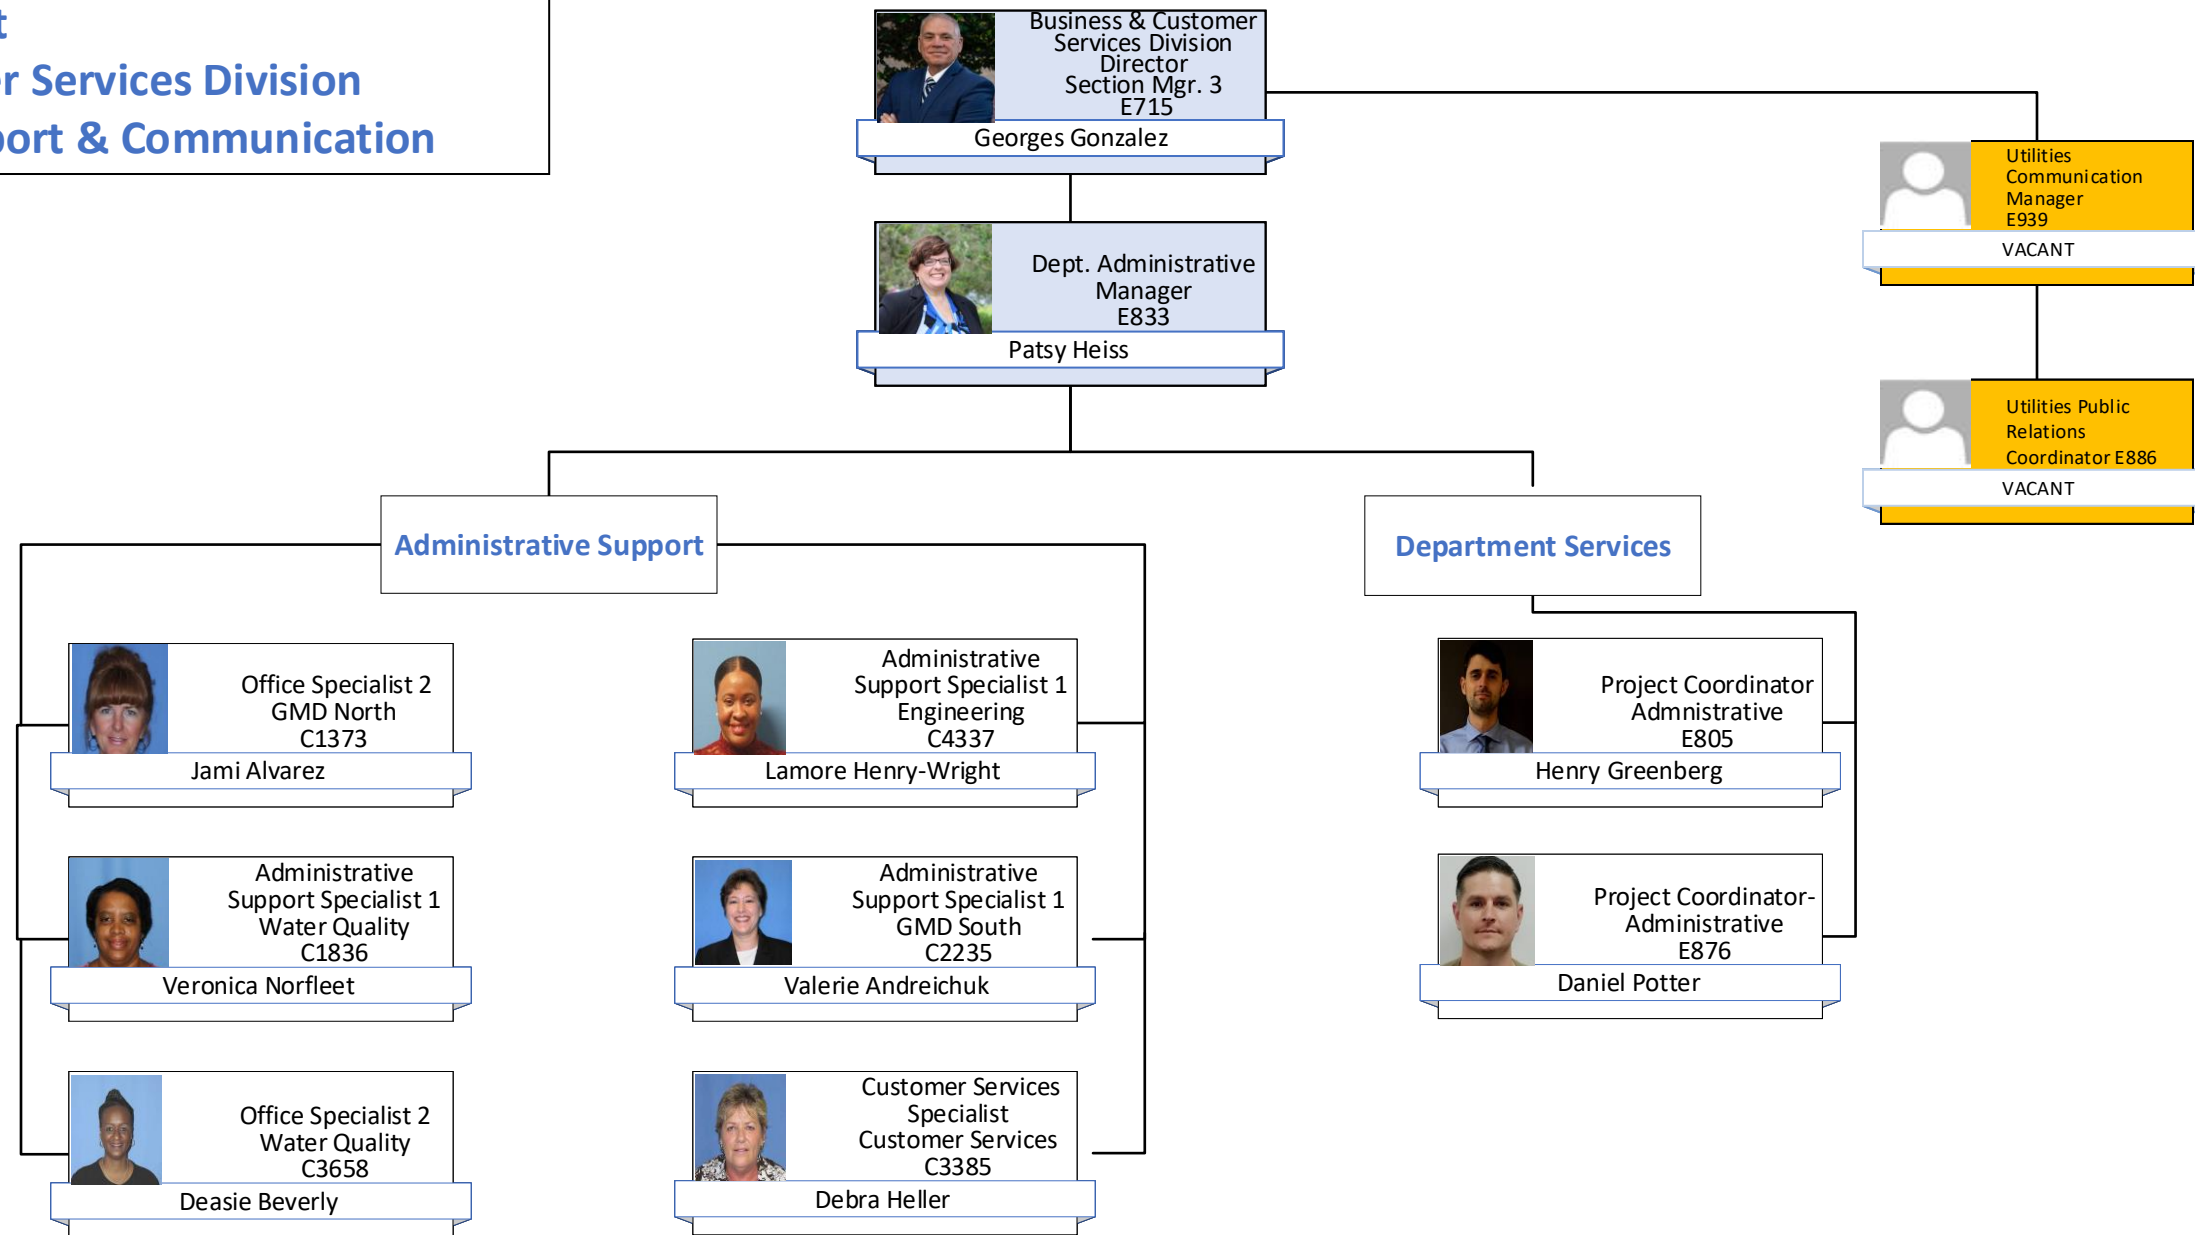 t
r Services Division
port & Communication
Business & Customer
Services Division
Director
Section Mgr. 3
E715
Georges Gonzalez
Utilities
Communication
Manager
E939
VACANT
Dept. Administrative
Manager
E833
Patsy Heiss
Utilities Public
Relations
Coordinator E886
VACANT
Administrative Support
Department Services
Office Specialist 2
GMD North
C1373
Jami Alvarez
Administrative
Support Specialist 1
Engineering
C4337
Lamore Henry-Wright
Project Coordinator
Admnistrative
E805
Henry Greenberg
Administrative
Support Specialist 1
Water Quality
C1836
Veronica Norfleet
Administrative
Support Specialist 1
GMD South
C2235
Valerie Andreichuk
Project Coordinator-
Administrative
E876
Daniel Potter
Office Specialist 2
Water Quality
C3658
Deasie Beverly
Customer Services
Specialist
Customer Services
C3385
Debra Heller